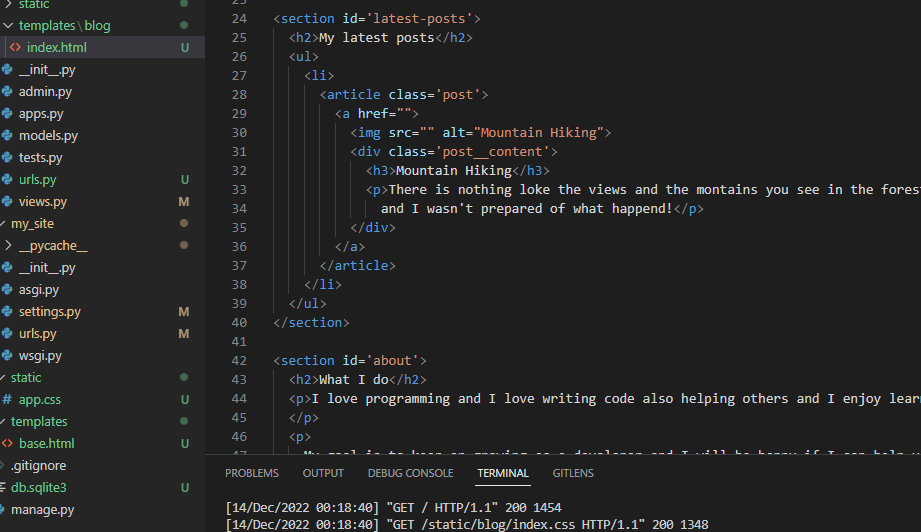 static
templates\blog
index.html U
__init__.py
admin.py
apps.py
models.py
tests.py
urls.py U
views.py M
my_site
__pycache__
__init__.py
asgi.py
settings.py M
urls.py M
wsgi.py
static
app.css U
templates
base.html U
.gitignore
db.sqlite3 U
manage.py
23
24 <section id='latest-posts'>
25 <h2>My latest posts</h2>
26 <ul>
27 <li>
28 <article class='post'>
29 <a href="">
30 <img src="" alt="Mountain Hiking">
31 <div class='post__content'>
32 <h3>Mountain Hiking</h3>
33 <p>There is nothing loke the views and the montains you see in the forest
34 and I wasn't prepared of what happend!</p>
35 </div>
36 </a>
37 </article>
38 </li>
39 </ul>
40 </section>
41
42 <section id='about'>
43 <h2>What I do</h2>
44 <p>I love programming and I love writing code also helping others and I enjoy lear
45 </p>
46 <p>
47 My goal is to keep on growing as a developer and I will be happy if I can help
PROBLEMS OUTPUT DEBUG CONSOLE TERMINAL GITLENS
[14/Dec/2022 00:18:40] "GET / HTTP/1.1" 200 1454
[14/Dec/2022 00:18:40] "GET /static/blog/index.css HTTP/1.1" 200 1348